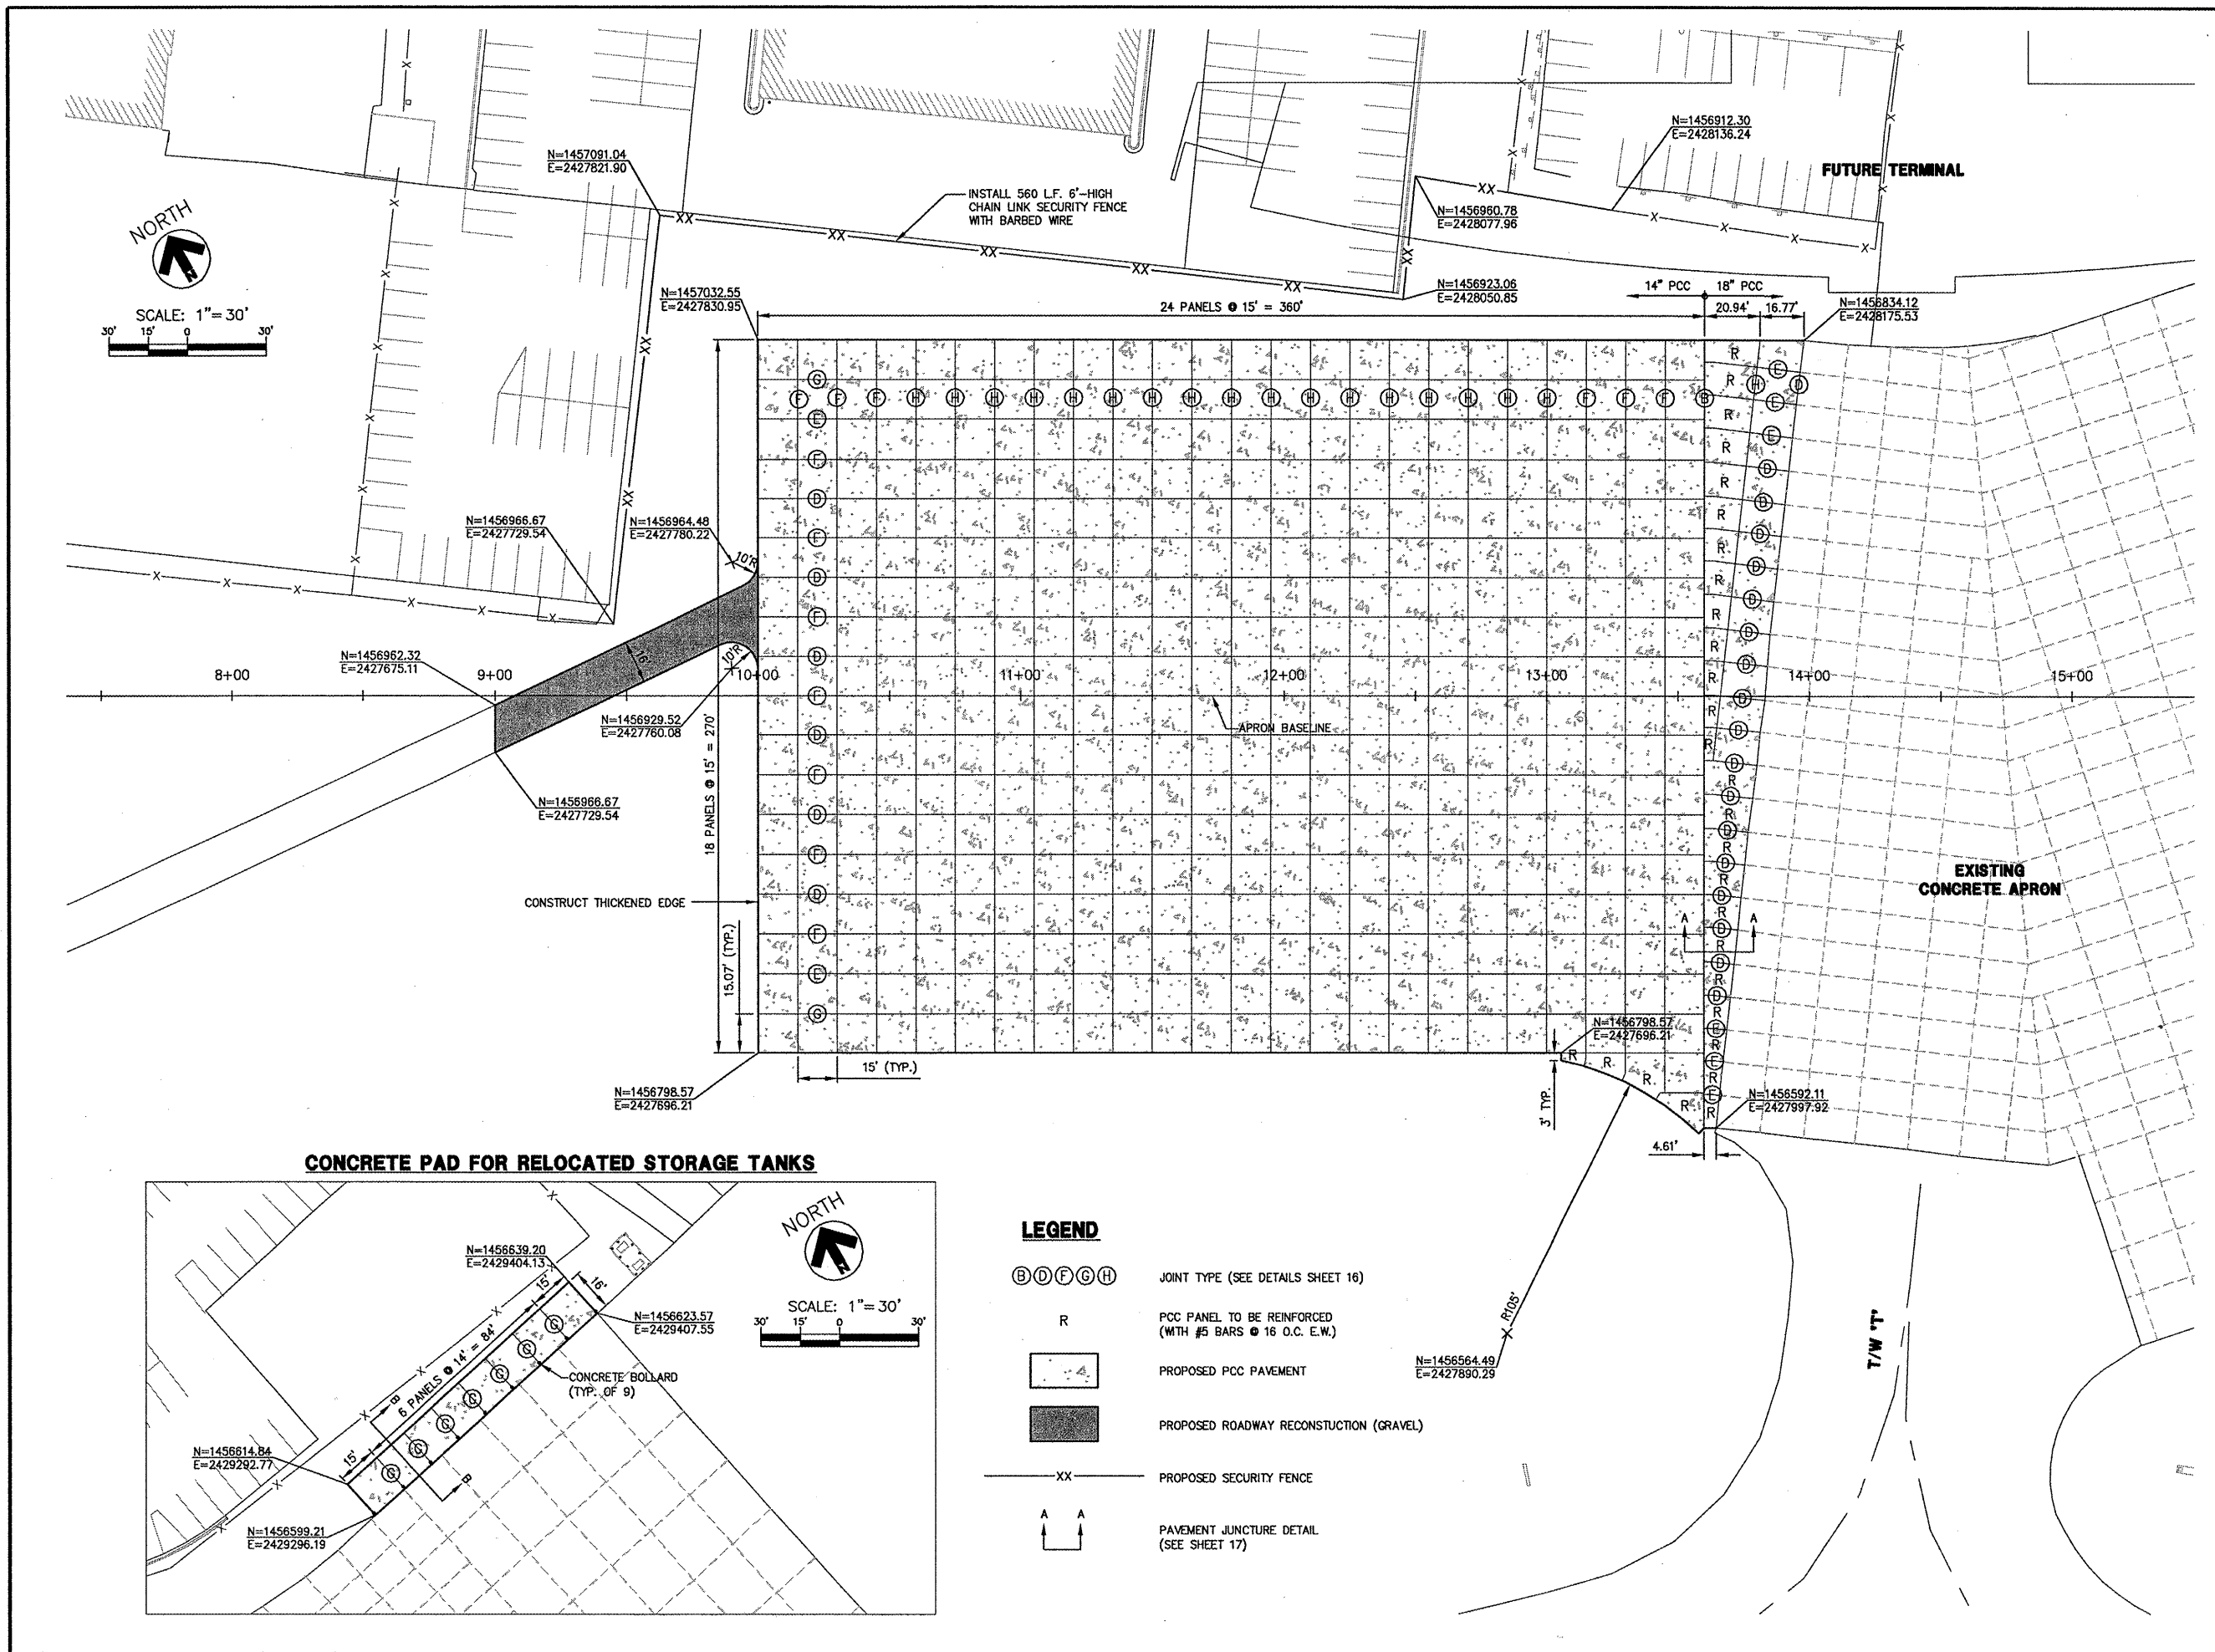 N=1457091.04
E=2427821.90
INSTALL 560 L.F. 6'-HIGH
CHAIN LINK SECURITY FENCE
WITH BARBED WIRE
N=1456912.30
E=2428136.24
FUTURE TERMINAL
N=1456960.78
E=2428077.96
NORTH
N
SCALE: 1"= 30'
30' 15' 0 30'
N=1457032.55
E=2427830.95
24 PANELS @ 15' = 360'
N=1456923.06
E=2428050.85
14" PCC 18" PCC
20.94' 16.77'
N=1456834.12
E=2428175.53
N=1456966.67
E=2427729.54
N=1456964.48
E=2427780.22
10'R
N=1456962.32
E=2427675.11
16'
10'R
8+00 9+00 10+00 11+00 12+00 13+00 14+00 15+00
N=1456929.52
E=2427760.08
APRON BASELINE
18 PANELS @ 15' = 270'
N=1456966.67
E=2427729.54
CONSTRUCT THICKENED EDGE
EXISTING
CONCRETE APRON
A A
15.07' (TYP.)
15' (TYP.)
N=1456798.57
E=2427696.21
N=1456798.57
E=2427696.21
3' TYP.
N=1456592.11
E=2427997.92
4.61'
R105'
N=1456564.49
E=2427890.29
T/W "T"
CONCRETE PAD FOR RELOCATED STORAGE TANKS
NORTH
N
SCALE: 1"= 30'
30' 15' 0 30'
N=1456639.20
E=2429404.13
15'
16'
N=1456623.57
E=2429407.55
6 PANELS @ 14' = 84'
CONCRETE BOLLARD
(TYP. OF 9)
B
B
15'
N=1456614.84
E=2429292.77
N=1456599.21
E=2429296.19
LEGEND
B D F G H JOINT TYPE (SEE DETAILS SHEET 16)
R PCC PANEL TO BE REINFORCED
(WITH #5 BARS @ 16 O.C. E.W.)
PROPOSED PCC PAVEMENT
PROPOSED ROADWAY RECONSTUCTION (GRAVEL)
XX PROPOSED SECURITY FENCE
A A PAVEMENT JUNCTURE DETAIL
(SEE SHEET 17)